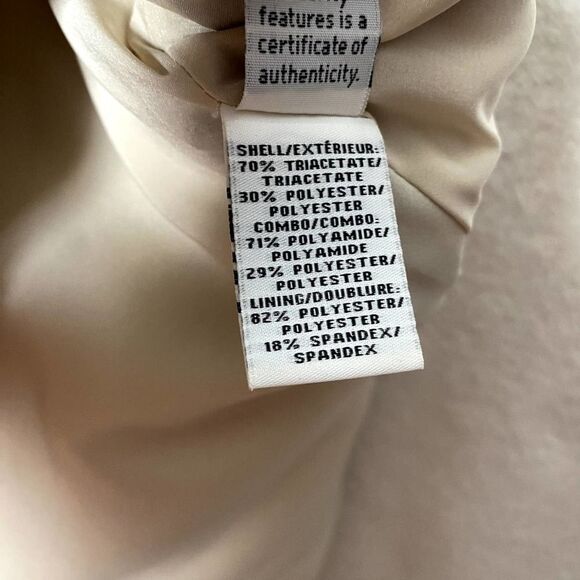 features is a
certificate of
authenticity.
SHELL/EXTÉRIEUR:
70% TRIACETATE/
TRIACETATE
30% POLYESTER/
POLYESTER
COMBO/COMBO:
71% POLYAMIDE/
POLYAMIDE
29% POLYESTER/
POLYESTER
LINING/DOUBLURE:
82% POLYESTER/
POLYESTER
18% SPANDEX/
SPANDEX